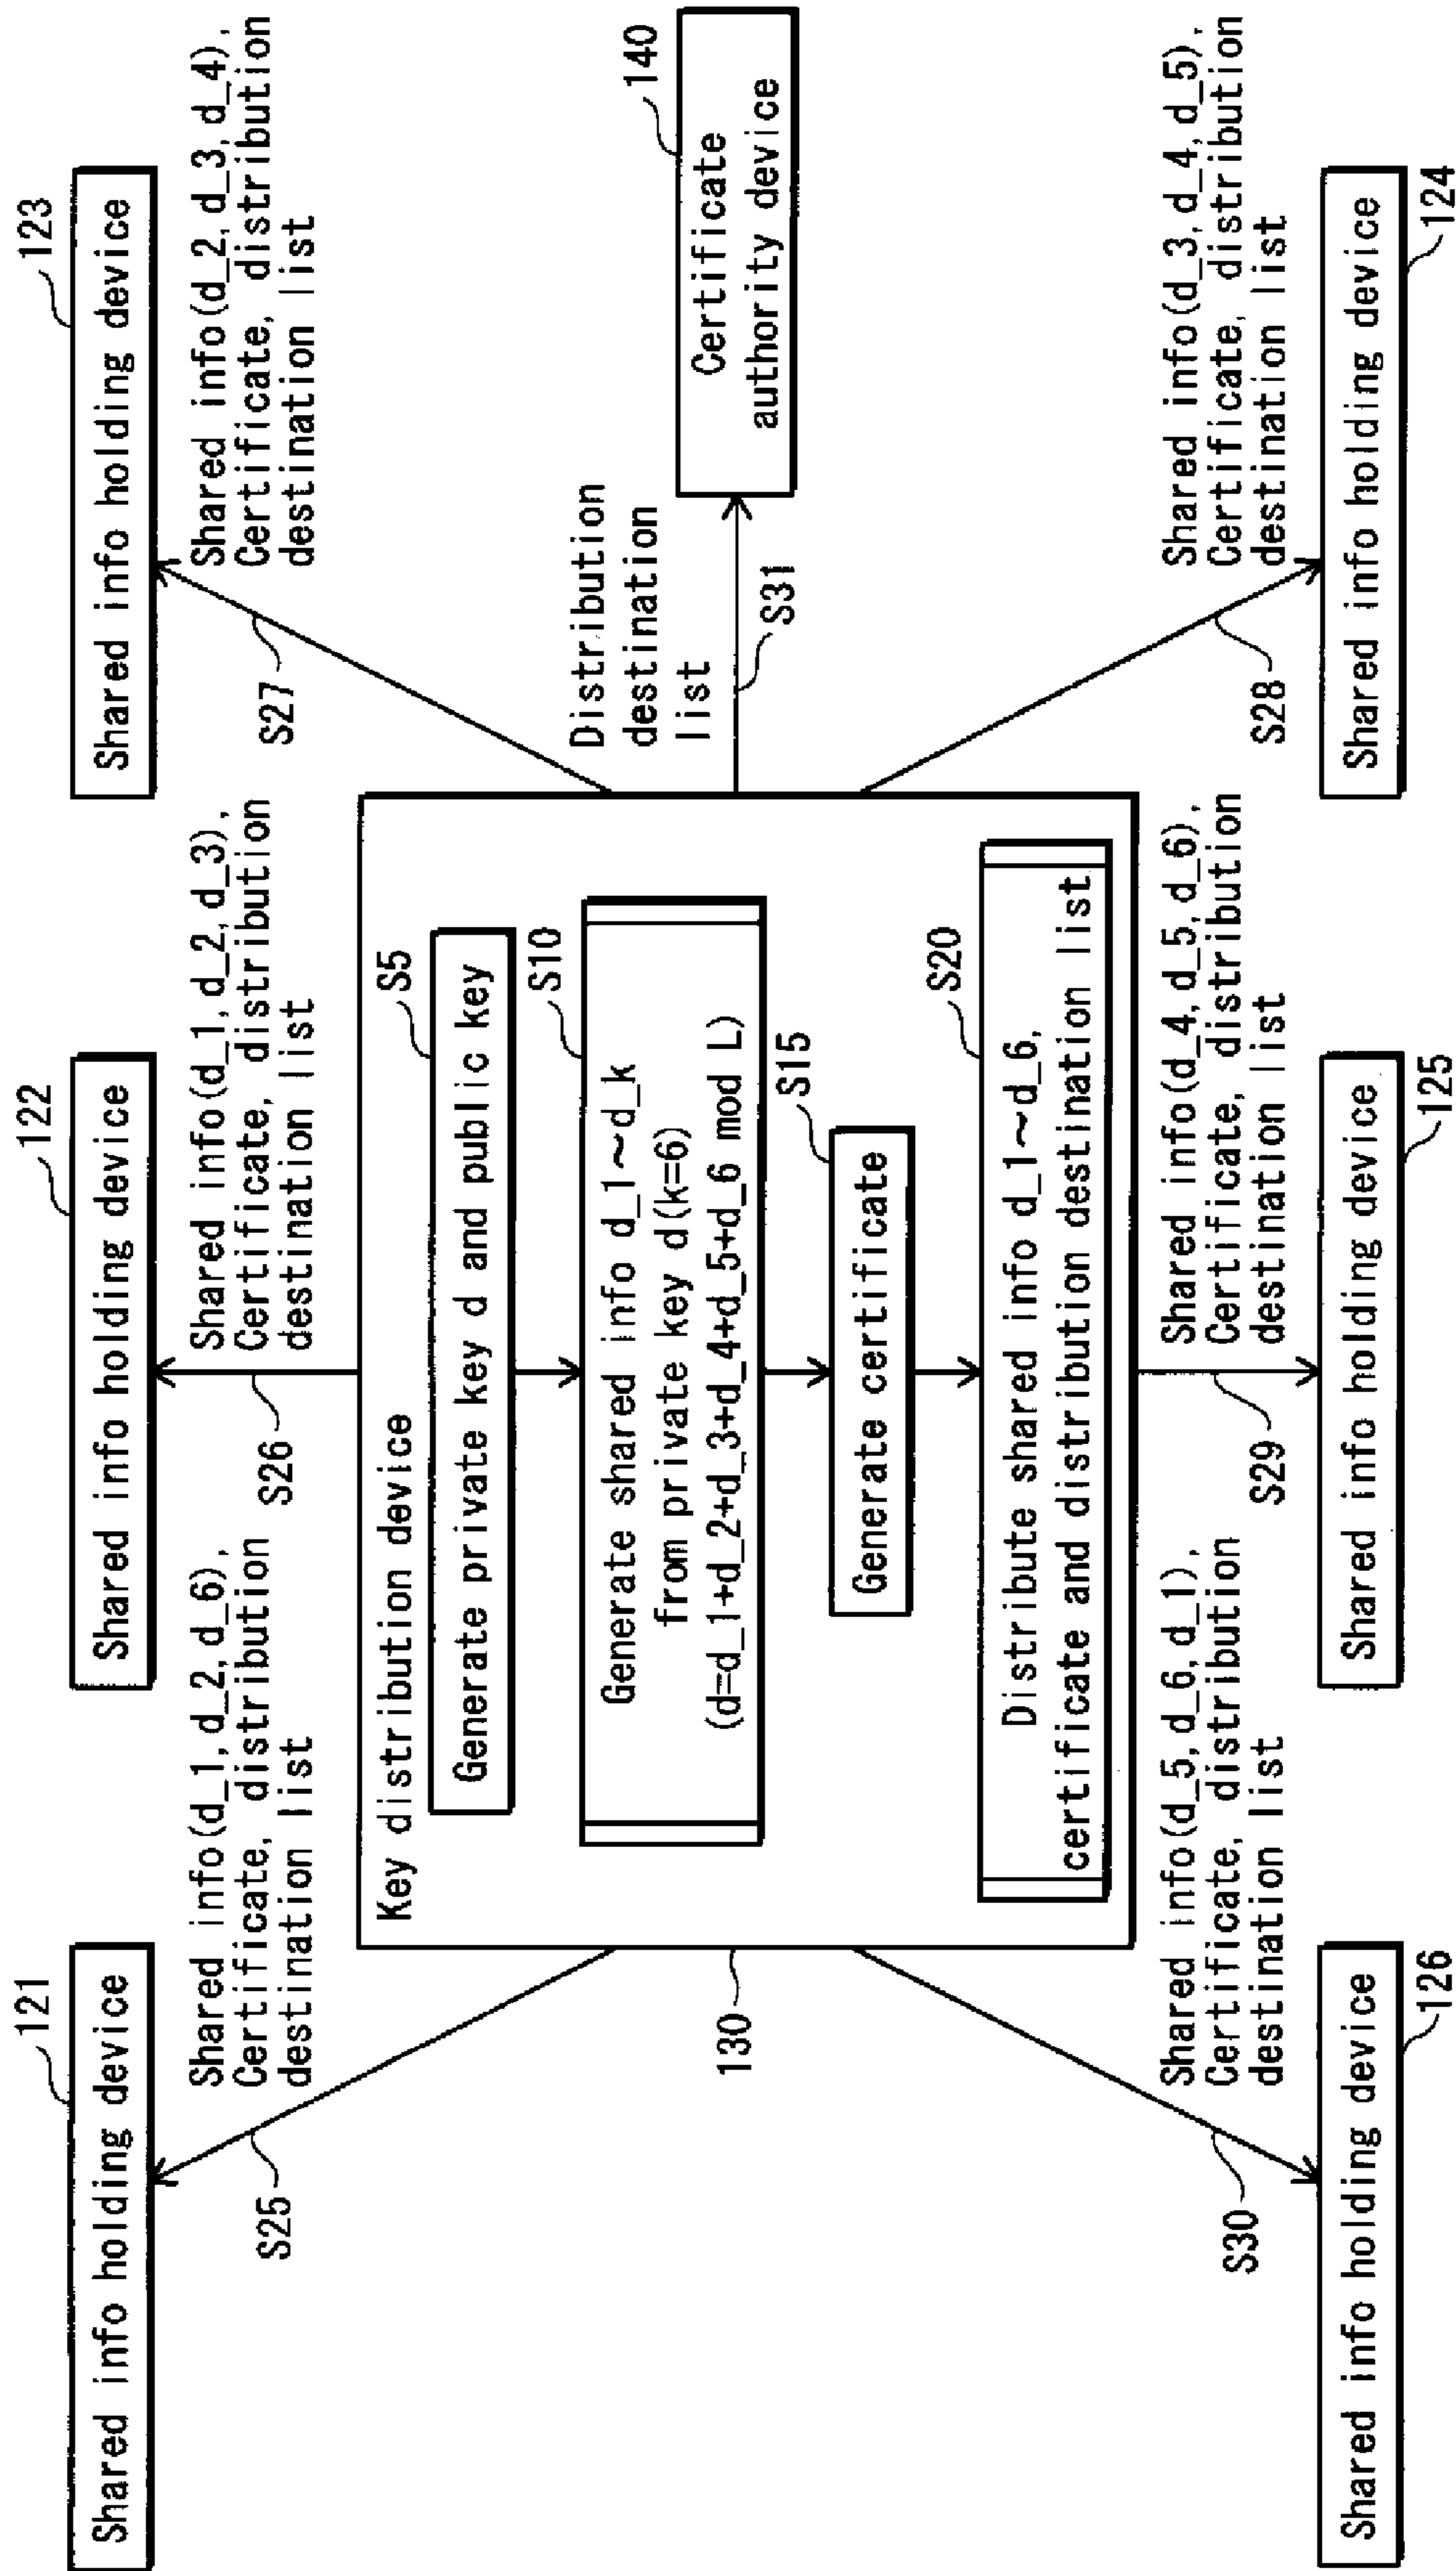 121
Shared info holding device
122
Shared info holding device
123
Shared info holding device
S25
Shared info(d_1, d_2, d_6),
Certificate, distribution
destination list
S26
Shared info(d_1, d_2, d_3),
Certificate, distribution
destination list
S27
Shared info(d_2, d_3, d_4),
Certificate, distribution
destination list
Key distribution device
S5
Generate private key d and public key
S10
Generate shared info d_1~d_k
from private key d(k=6)
(d=d_1+d_2+d_3+d_4+d_5+d_6 mod L)
S15
Generate certificate
S20
Distribute shared info d_1~d_6,
certificate and distribution destination list
130
Distribution
destination
list
S31
140
Certificate
authority device
S30
Shared info(d_5, d_6, d_1),
Certificate, distribution
destination list
S29
Shared info(d_4, d_5, d_6),
Certificate, distribution
destination list
S28
Shared info(d_3, d_4, d_5),
Certificate, distribution
destination list
Shared info holding device
126
Shared info holding device
125
Shared info holding device
124